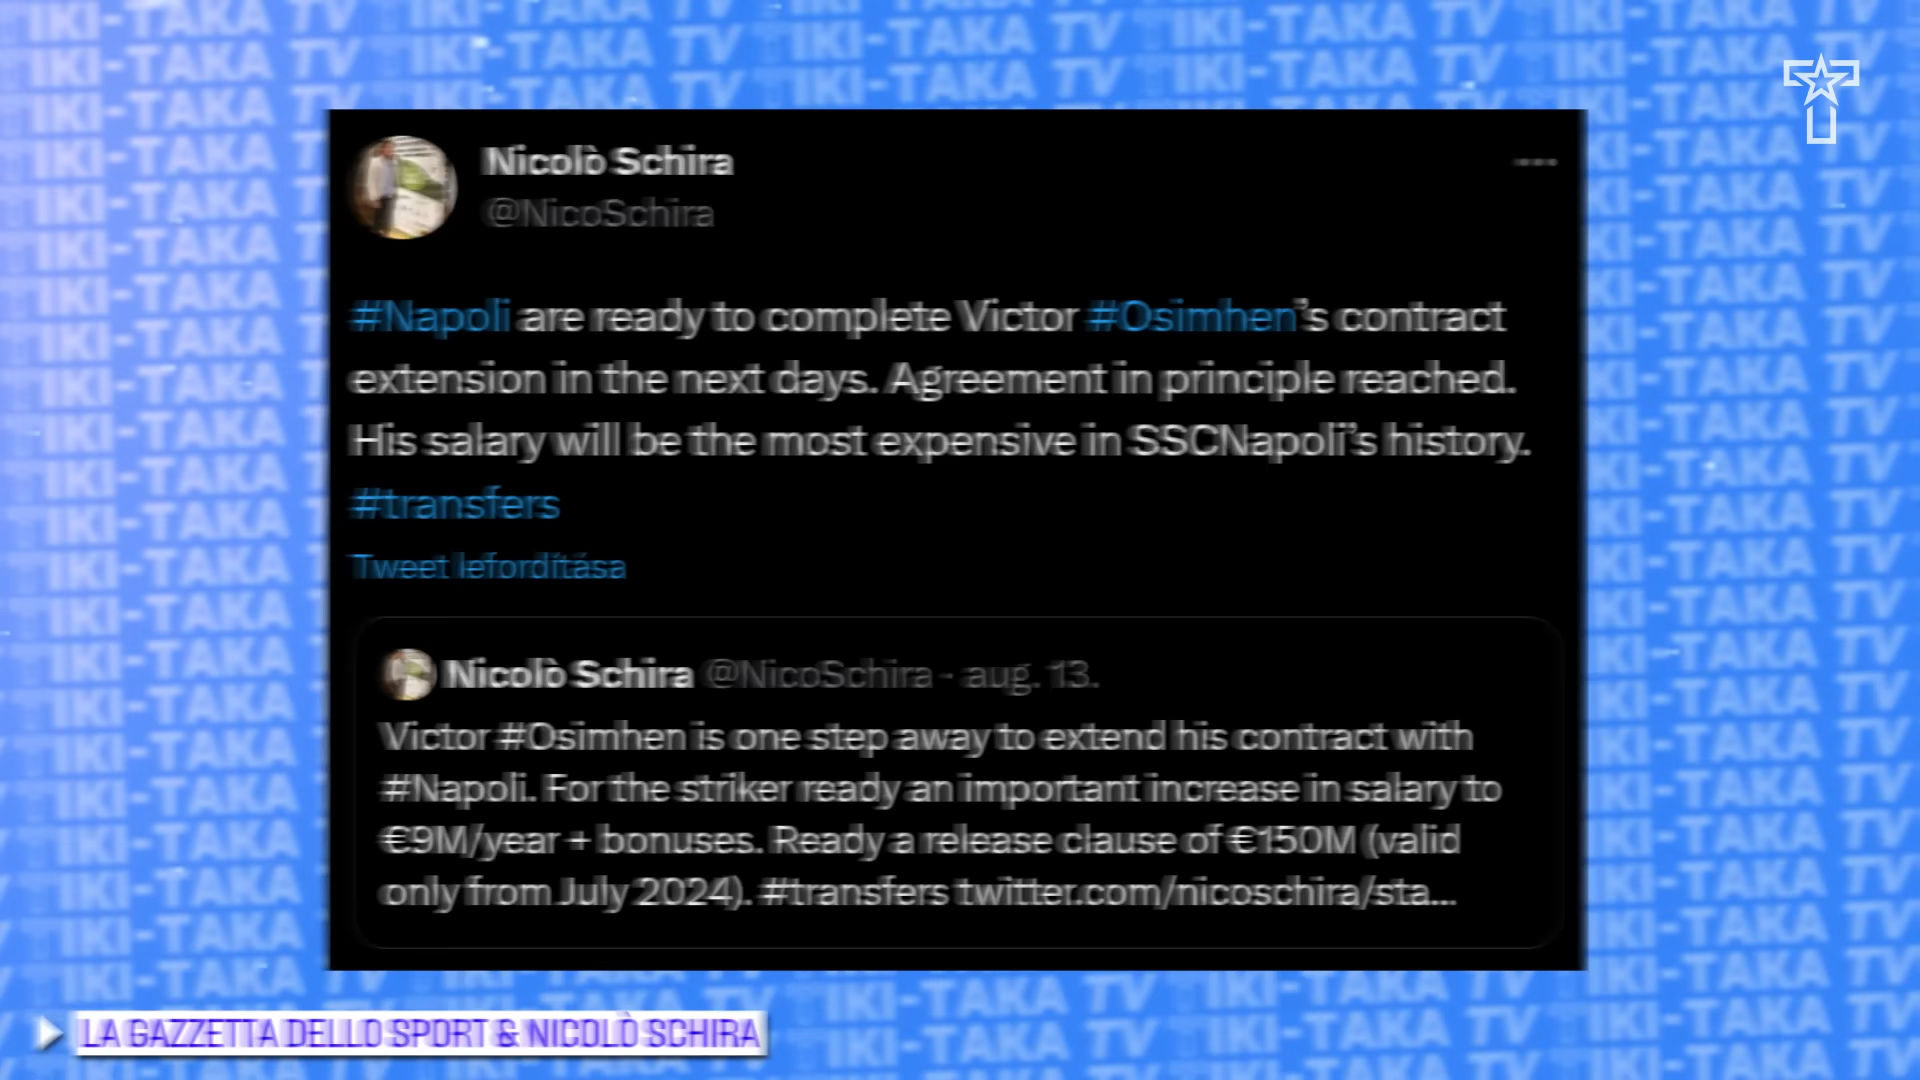 Nicolò Schira
@NicoSchira
#Napoli are ready to complete Victor #Osimhen's contract
extension in the next days. Agreement in principle reached.
His salary will be the most expensive in SSCNapoli's history.
#transfers
Tweet lefordítása
Nicolò Schira @NicoSchira - aug. 13.
Victor #Osimhen is one step away to extend his contract with
#Napoli. For the striker ready an important increase in salary to
€9M/year + bonuses. Ready a release clause of €150M (valid
only from July 2024). #transfers twitter.com/nicoschira/sta...
LA GAZZETTA DELLO SPORT & NICOLÒ SCHIRA
TIKI-TAKA TV